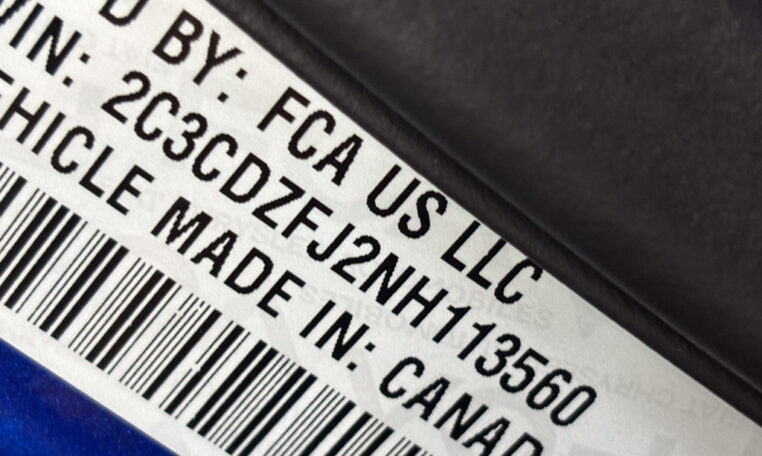 D BY: FCA US LLC
VIN: 2C3CDZFJ2NH113560
EHICLE MADE IN: CANAD